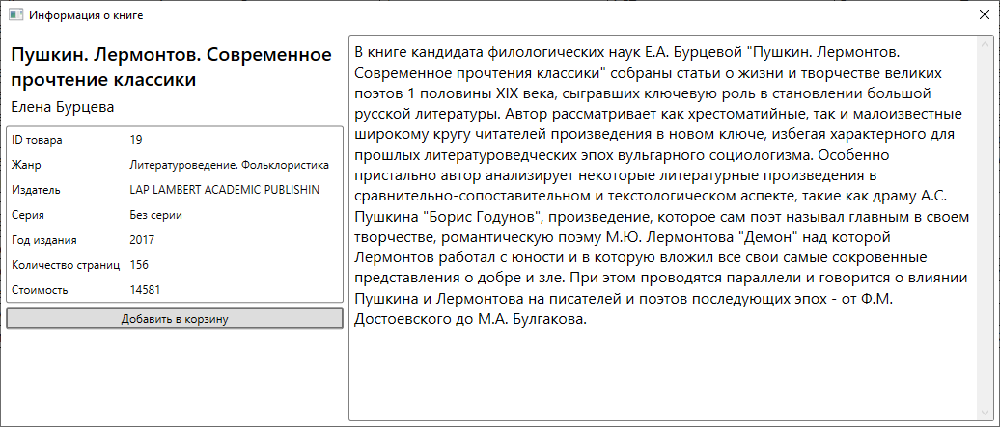 Информация о книге
Пушкин. Лермонтов. Современное
прочтение классики
Елена Бурцева
ID товара 19
Жанр Литературоведение. Фольклористика
Издатель LAP LAMBERT ACADEMIC PUBLISHIN
Серия Без серии
Год издания 2017
Количество страниц 156
Стоимость 14581
Добавить в корзину
В книге кандидата филологических наук Е.А. Бурцевой "Пушкин. Лермонтов.
Современное прочтения классики" собраны статьи о жизни и творчестве великих
поэтов 1 половины XIX века, сыгравших ключевую роль в становлении большой
русской литературы. Автор рассматривает как хрестоматийные, так и малоизвестные
широкому кругу читателей произведения в новом ключе, избегая характерного для
прошлых литературоведческих эпох вульгарного социологизма. Особенно
пристально автор анализирует некоторые литературные произведения в
сравнительно-сопоставительном и текстологическом аспекте, такие как драму А.С.
Пушкина "Борис Годунов", произведение, которое сам поэт называл главным в своем
творчестве, романтическую поэму М.Ю. Лермонтова "Демон" над которой
Лермонтов работал с юности и в которую вложил все свои самые сокровенные
представления о добре и зле. При этом проводятся параллели и говорится о влиянии
Пушкина и Лермонтова на писателей и поэтов последующих эпох - от Ф.М.
Достоевского до М.А. Булгакова.